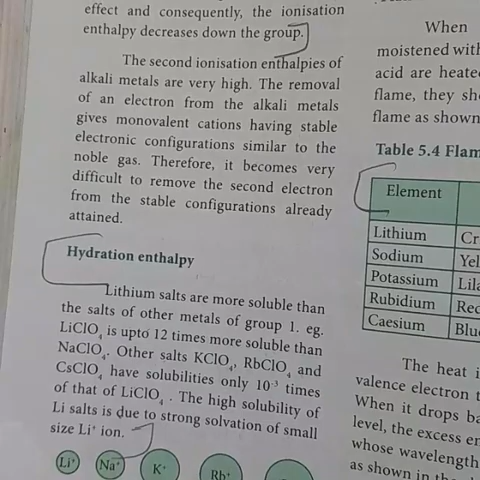 effect and consequently, the ionisation
enthalpy decreases down the group.
The second ionisation enthalpies of
alkali metals are very high. The removal
of an electron from the alkali metals
gives monovalent cations having stable
electronic configurations similar to the
noble gas. Therefore, it becomes very
difficult to remove the second electron
from the stable configurations already
attained.
Hydration enthalpy
Lithium salts are more soluble than
the salts of other metals of group 1. eg.
LiClO₄ is upto 12 times more soluble than
NaClO₄. Other salts KClO₄, RbClO₄ and
CsClO₄ have solubilities only 10⁻³ times
of that of LiClO₄. The high solubility of
Li salts is due to strong solvation of small
size Li⁺ ion.
Li⁺ Na⁺ K⁺ Rb⁺
When
moistened with
acid are heate
flame, they sh
flame as shown
Table 5.4 Flam
Element
Lithium Cr
Sodium Yel
Potassium Lila
Rubidium Red
Caesium Blu
The heat i
valence electron t
When it drops ba
level, the excess en
whose wavelength
as shown in the